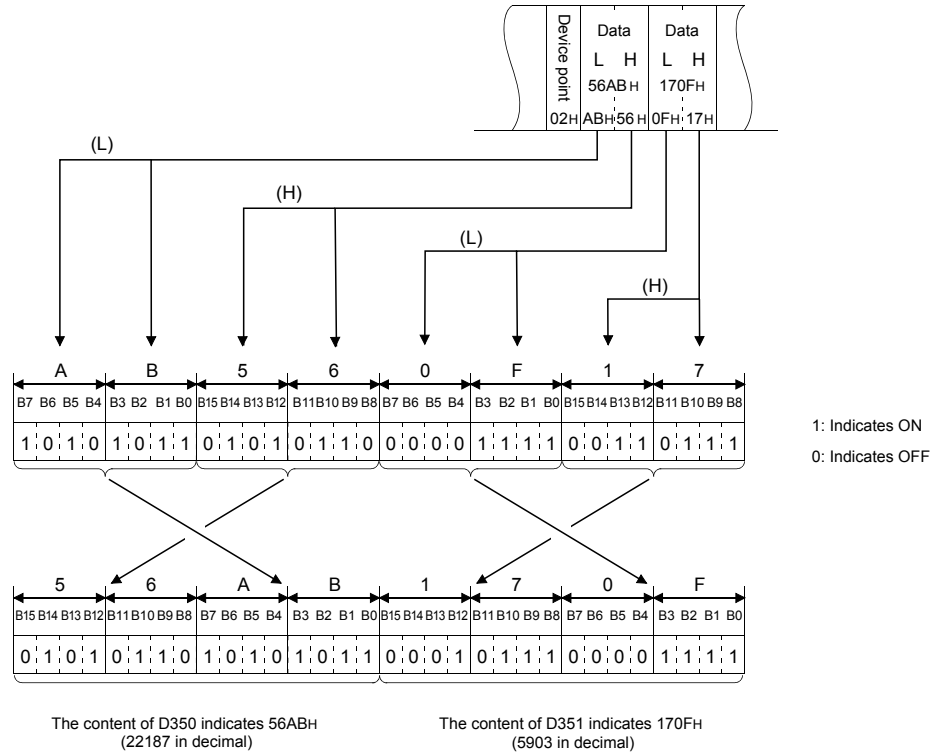 Device point
Data Data
L H L H
56AB H 170FH
02H ABH 56 H 0FH 17H
(L)
(H)
(L)
(H)
A B 5 6 0 F 1 7
B7 B6 B5 B4 B3 B2 B1 B0 B15 B14 B13 B12 B11 B10 B9 B8 B7 B6 B5 B4 B3 B2 B1 B0 B15 B14 B13 B12 B11 B10 B9 B8
1 0 1 0 1 0 1 1 0 1 0 1 0 1 1 0 0 0 0 0 1 1 1 1 0 0 1 1 0 1 1 1
1: Indicates ON
0: Indicates OFF
5 6 A B 1 7 0 F
B15 B14 B13 B12 B11 B10 B9 B8 B7 B6 B5 B4 B3 B2 B1 B0 B15 B14 B13 B12 B11 B10 B9 B8 B7 B6 B5 B4 B3 B2 B1 B0
0 1 0 1 0 1 1 0 1 0 1 0 1 0 1 1 0 0 0 1 0 1 1 1 0 0 0 0 1 1 1 1
The content of D350 indicates 56ABH
(22187 in decimal)
The content of D351 indicates 170FH
(5903 in decimal)